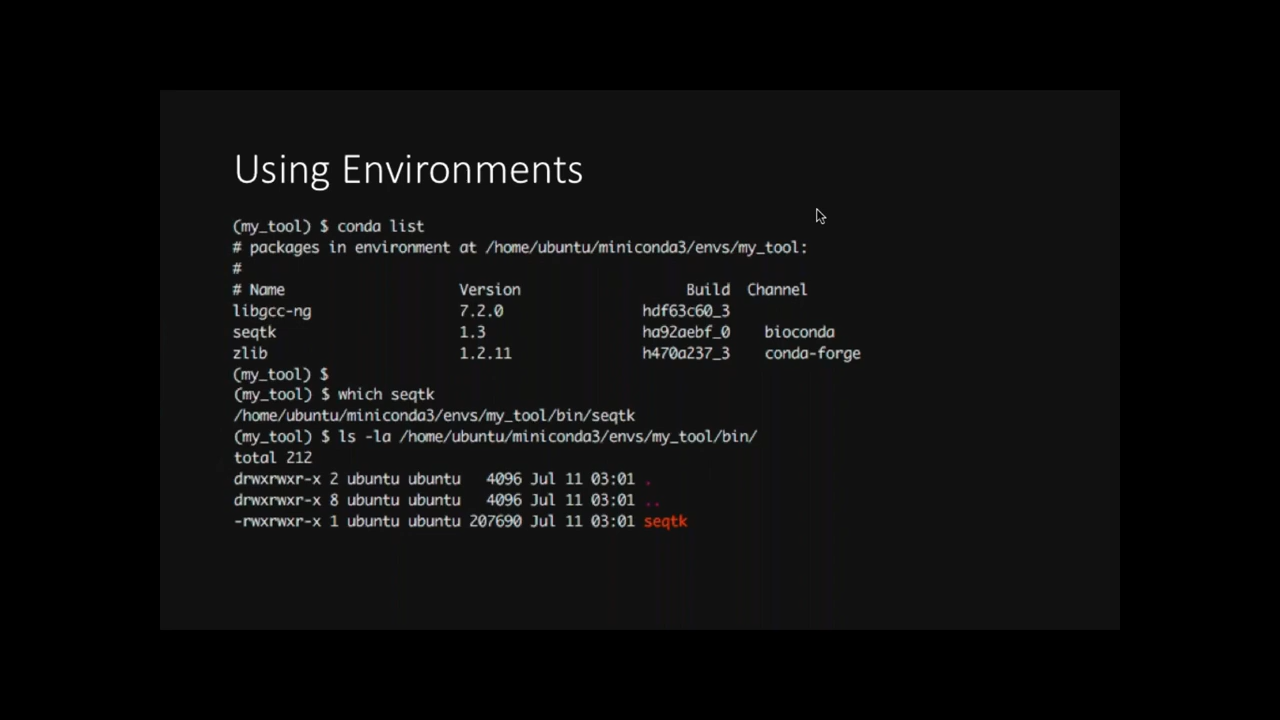 Using Environments
(my_tool) $ conda list
# packages in environment at /home/ubuntu/miniconda3/envs/my_tool:
#
# Name                    Version                   Build  Channel
libgcc-ng                 7.2.0                hdf63c60_3
seqtk                     1.3                  ha92aebf_0    bioconda
zlib                      1.2.11               h470a237_3    conda-forge
(my_tool) $
(my_tool) $ which seqtk
/home/ubuntu/miniconda3/envs/my_tool/bin/seqtk
(my_tool) $ ls -la /home/ubuntu/miniconda3/envs/my_tool/bin/
total 212
drwxrwxr-x 2 ubuntu ubuntu   4096 Jul 11 03:01 .
drwxrwxr-x 8 ubuntu ubuntu   4096 Jul 11 03:01 ..
-rwxrwxr-x 1 ubuntu ubuntu 207690 Jul 11 03:01 seqtk